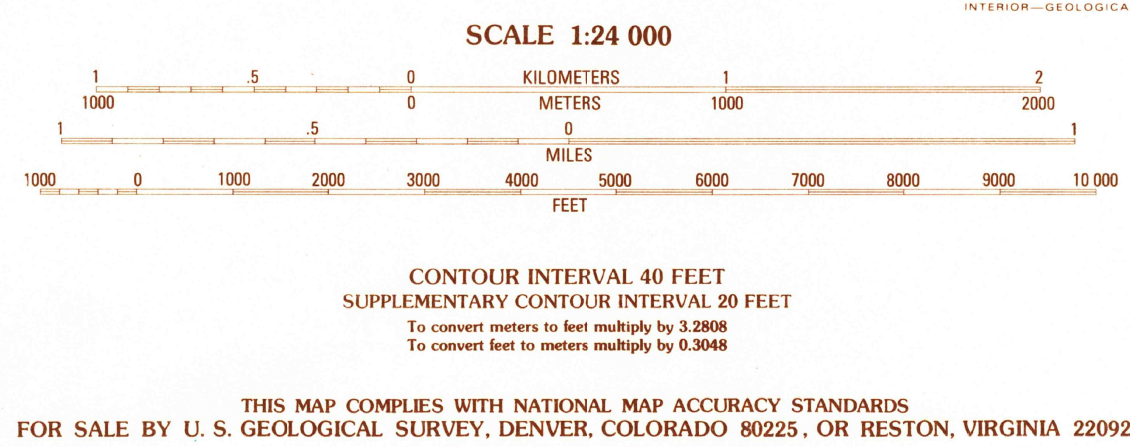 INTERIOR—GEOLOGICA
SCALE 1:24 000
1 .5 0 KILOMETERS 1 2
1000 0 METERS 1000 2000
1 .5 0 1
MILES
1000 0 1000 2000 3000 4000 5000 6000 7000 8000 9000 10 000
FEET
CONTOUR INTERVAL 40 FEET
SUPPLEMENTARY CONTOUR INTERVAL 20 FEET
To convert meters to feet multiply by 3.2808
To convert feet to meters multiply by 0.3048
THIS MAP COMPLIES WITH NATIONAL MAP ACCURACY STANDARDS
FOR SALE BY U. S. GEOLOGICAL SURVEY, DENVER, COLORADO 80225, OR RESTON, VIRGINIA 22092